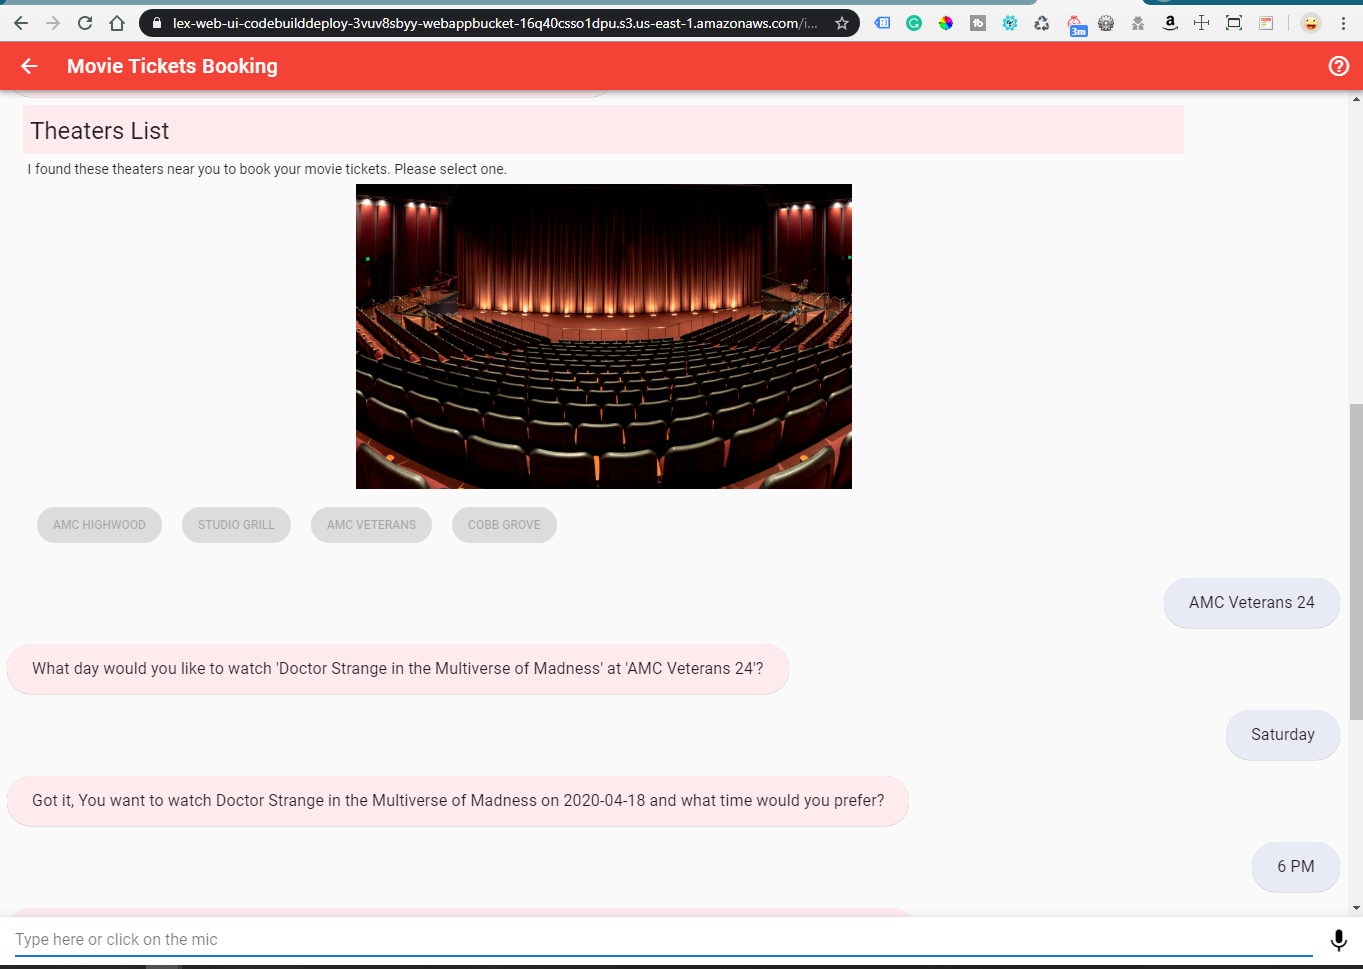 lex-web-ui-codebuilddeploy-3vuv8sbyy-webappbucket-16q40csso1dpu.s3.us-east-1.amazonaws.com/i...
3m
Movie Tickets Booking
Theaters List
I found these theaters near you to book your movie tickets. Please select one.
AMC HIGHWOOD STUDIO GRILL AMC VETERANS COBB GROVE
AMC Veterans 24
What day would you like to watch 'Doctor Strange in the Multiverse of Madness' at 'AMC Veterans 24'?
Saturday
Got it, You want to watch Doctor Strange in the Multiverse of Madness on 2020-04-18 and what time would you prefer?
6 PM
Type here or click on the mic